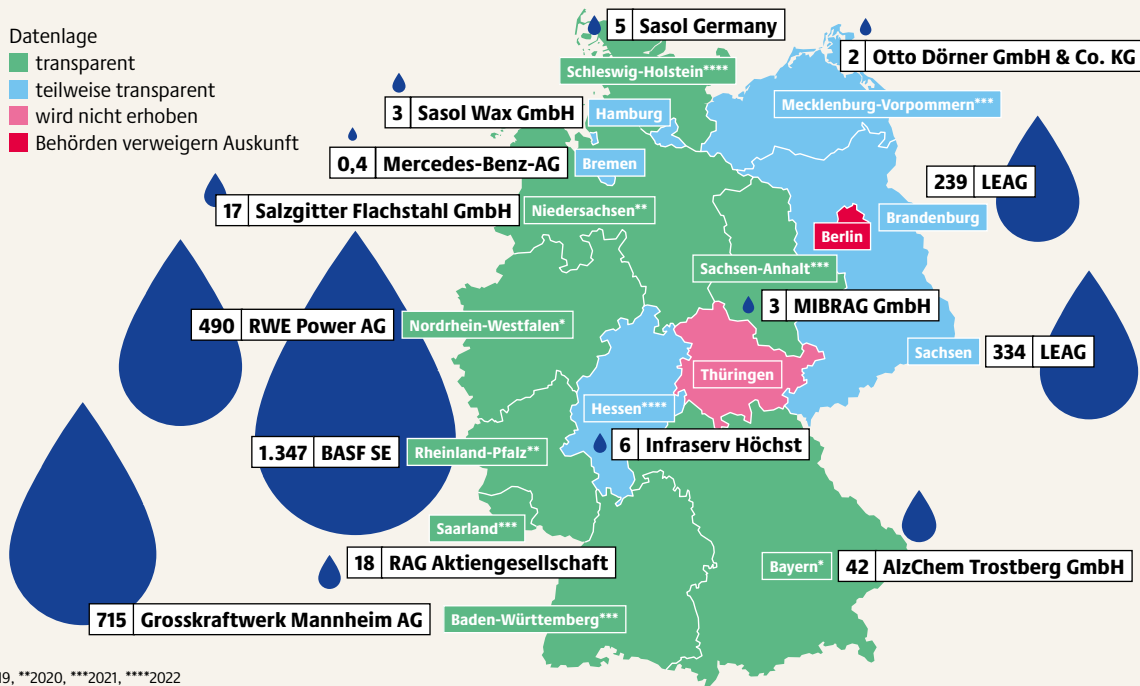 Datenlage
transparent
teilweise transparent
wird nicht erhoben
Behörden verweigern Auskunft
5 Sasol Germany
Schleswig-Holstein****
2 Otto Dörner GmbH & Co. KG
Mecklenburg-Vorpommern***
3 Sasol Wax GmbH
Hamburg
0,4 Mercedes-Benz-AG
Bremen
239 LEAG
Brandenburg
17 Salzgitter Flachstahl GmbH
Niedersachsen**
Berlin
Sachsen-Anhalt***
3 MIBRAG GmbH
490 RWE Power AG
Nordrhein-Westfalen*
Sachsen
334 LEAG
Thüringen
Hessen****
6 Infraserv Höchst
1.347 BASF SE
Rheinland-Pfalz**
Saarland***
18 RAG Aktiengesellschaft
Bayern*
42 AlzChem Trostberg GmbH
715 Grosskraftwerk Mannheim AG
Baden-Württemberg***
9, **2020, ***2021, ****2022